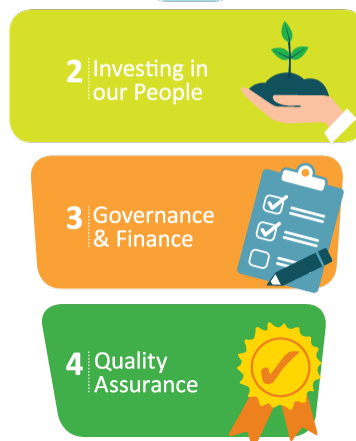 2 Investing in
our People
3 Governance
& Finance
4 Quality
Assurance